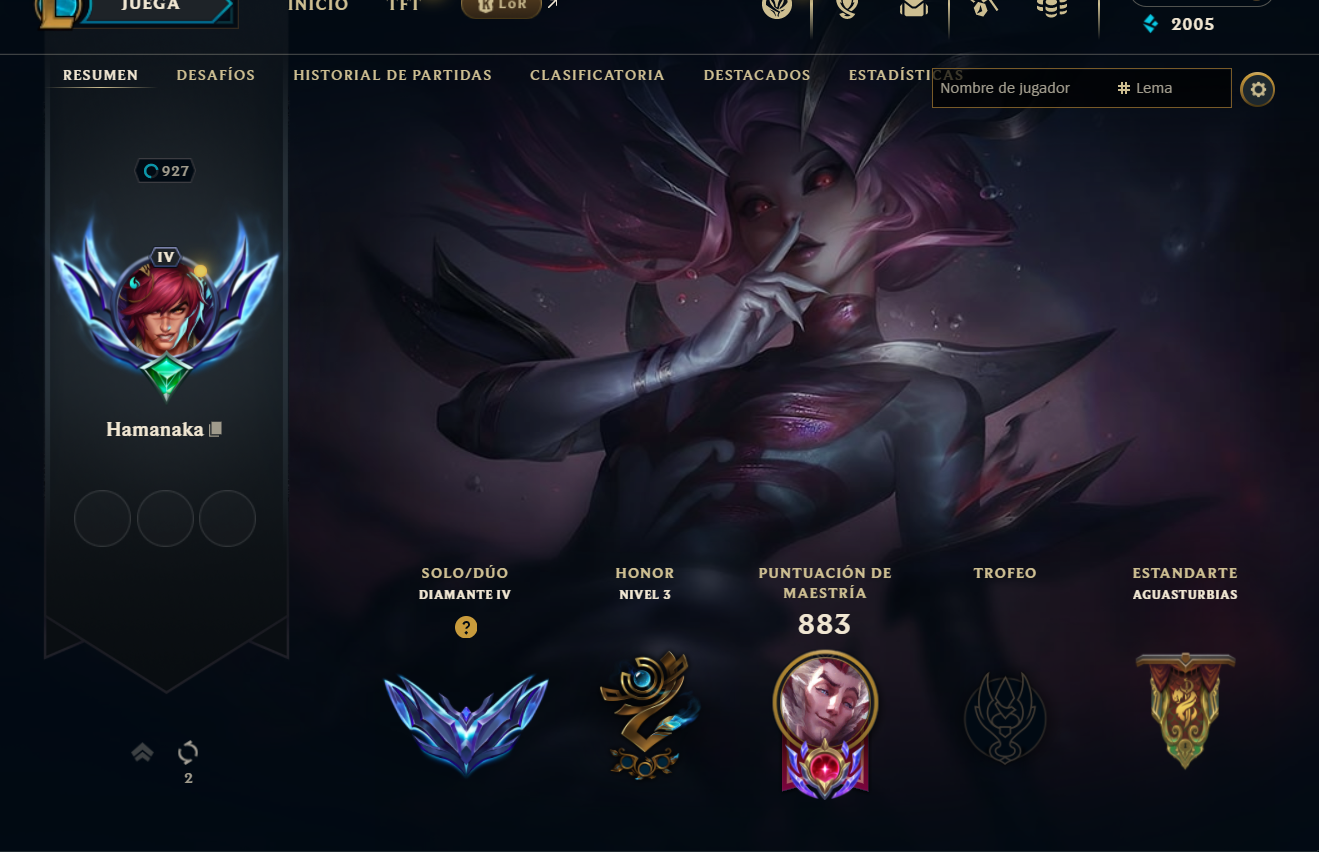 JUEGA
INICIO
TFT
LoR
2005
RESUMEN
DESAFÍOS
HISTORIAL DE PARTIDAS
CLASIFICATORIA
DESTACADOS
ESTADÍSTICAS
Nombre de jugador # Lema
927
IV
Hamanaka
SOLO/DÚO
DIAMANTE IV
?
HONOR
NIVEL 3
PUNTUACIÓN DE
MAESTRÍA
883
TROFEO
ESTANDARTE
AGUASTURBIAS
2